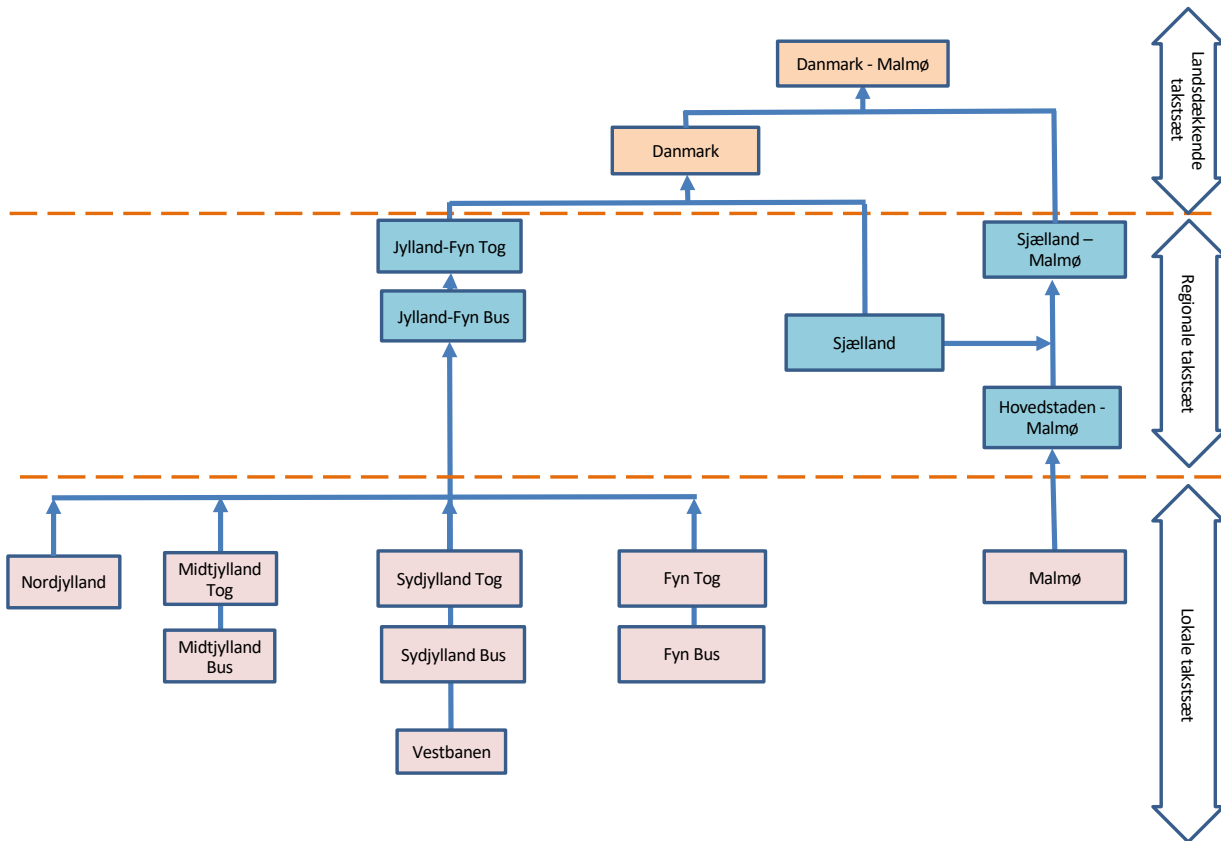 Danmark - Malmø
Danmark
Landsdækkende
takstsæt
Jylland-Fyn Tog
Jylland-Fyn Bus
Sjælland
Sjælland –
Malmø
Hovedstaden -
Malmø
Regionale takstsæt
Nordjylland
Midtjylland
Tog
Midtjylland
Bus
Sydjylland Tog
Sydjylland Bus
Vestbanen
Fyn Tog
Fyn Bus
Malmø
Lokale takstsæt